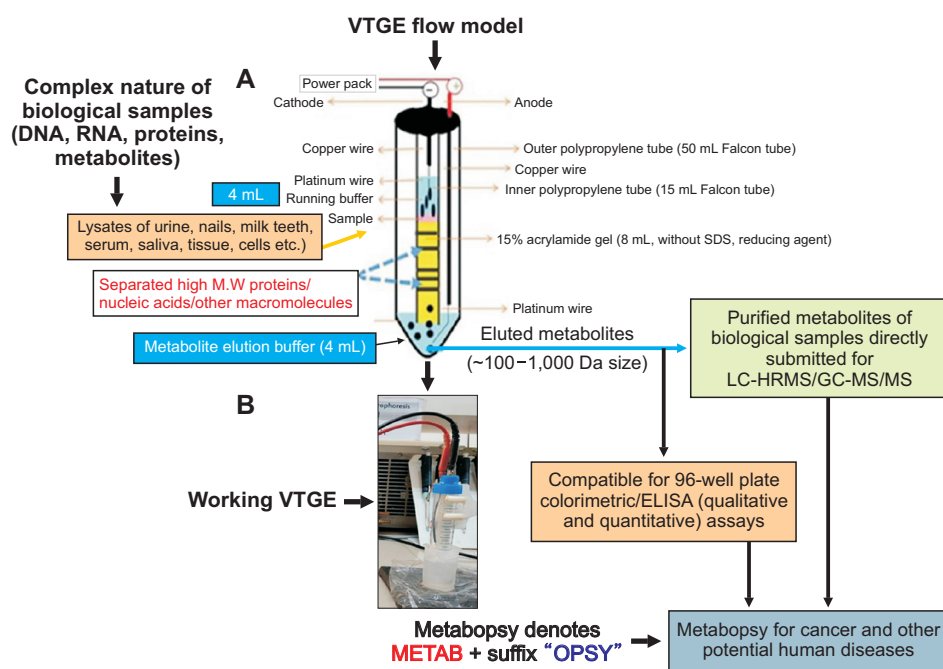 VTGE flow model
A
Complex nature of
biological samples
(DNA, RNA, proteins,
metabolites)
Power pack
−
+
Cathode
Anode
Copper wire
Outer polypropylene tube (50 mL Falcon tube)
Copper wire
Platinum wire
Inner polypropylene tube (15 mL Falcon tube)
4 mL
Running buffer
Sample
Lysates of urine, nails, milk teeth,
serum, saliva, tissue, cells etc.)
15% acrylamide gel (8 mL, without SDS, reducing agent)
Separated high M.W proteins/
nucleic acids/other macromolecules
Platinum wire
Metabolite elution buffer (4 mL)
Eluted metabolites
(~100−1,000 Da size)
Purified metabolites of
biological samples directly
submitted for
LC-HRMS/GC-MS/MS
B
Working VTGE
Compatible for 96-well plate
colorimetric/ELISA (qualitative
and quantitative) assays
Metabopsy denotes
METAB + suffix “OPSY”
Metabopsy for cancer and other
potential human diseases